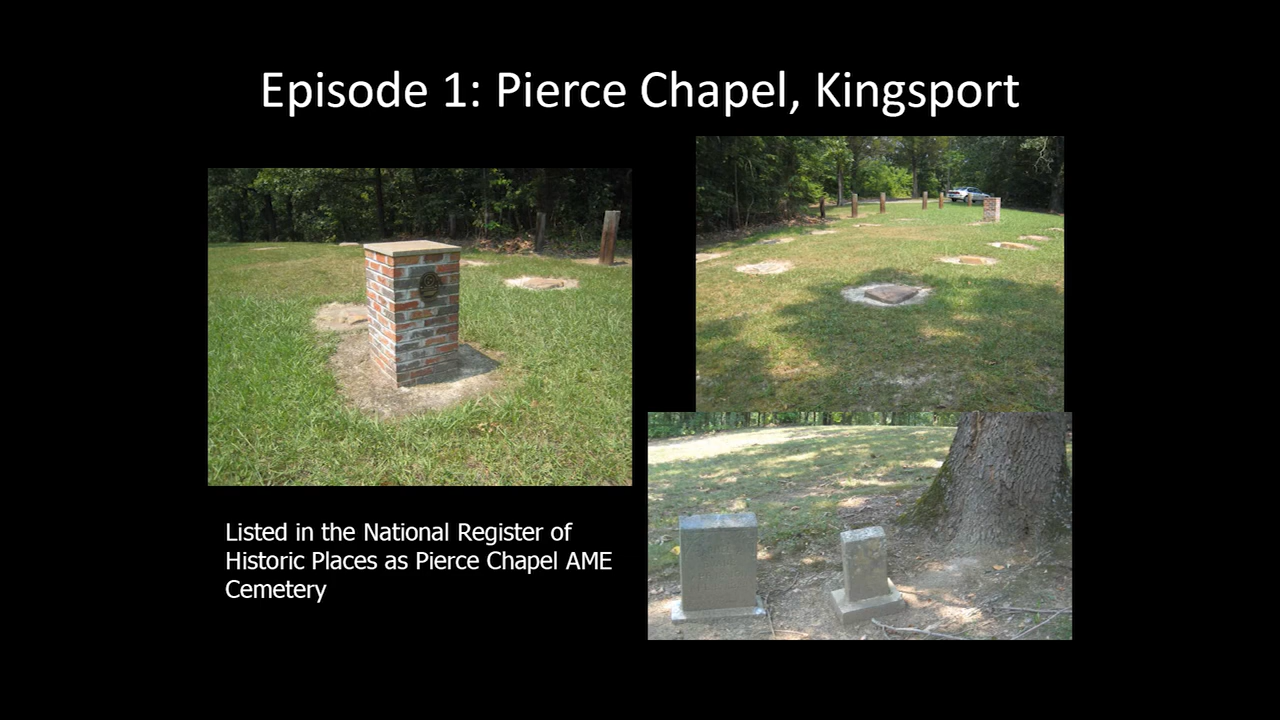 Episode 1: Pierce Chapel, Kingsport
Listed in the National Register of
Historic Places as Pierce Chapel AME
Cemetery